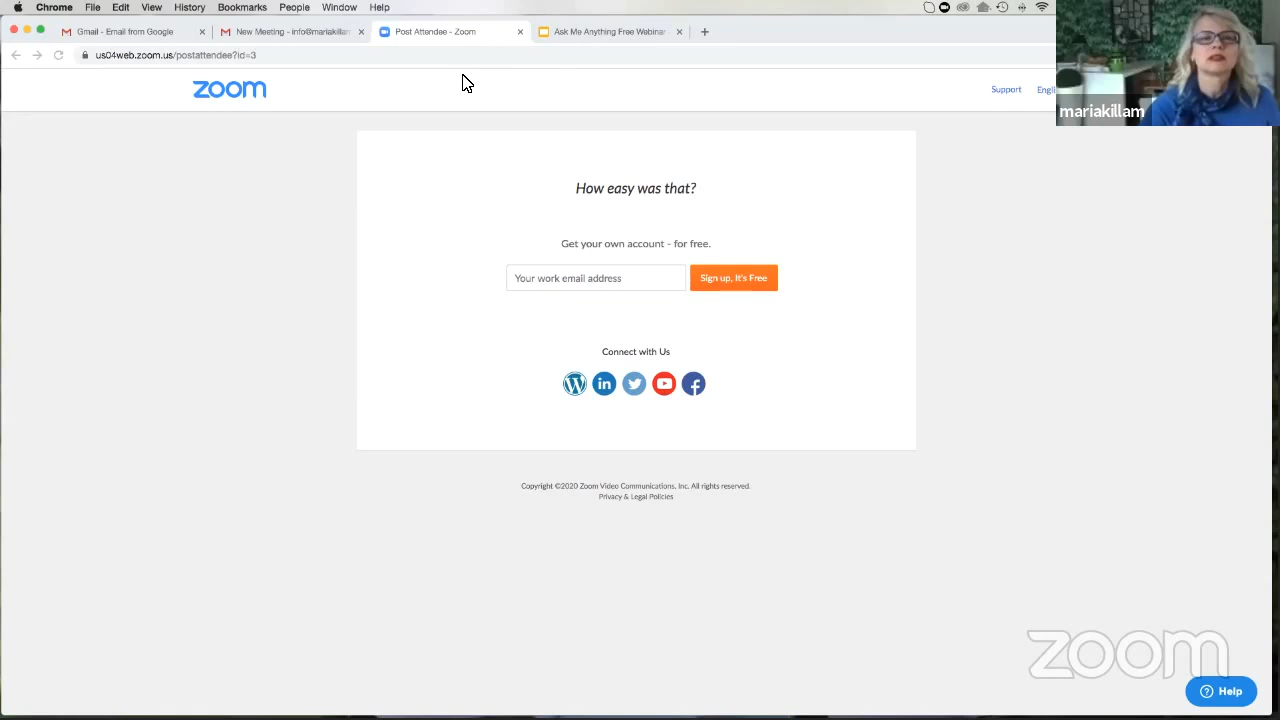 Chrome File Edit View History Bookmarks People Window Help
Gmail - Email from Google
New Meeting - info@mariakillan
Post Attendee - Zoom
Ask Me Anything Free Webinar
us04web.zoom.us/postattendee?id=3
zoom
Support
Engli
mariakillam
How easy was that?
Get your own account - for free.
Your work email address
Sign up, It's Free
Connect with Us
Copyright ©2020 Zoom Video Communications, Inc. All rights reserved.
Privacy & Legal Policies
zoom
Help